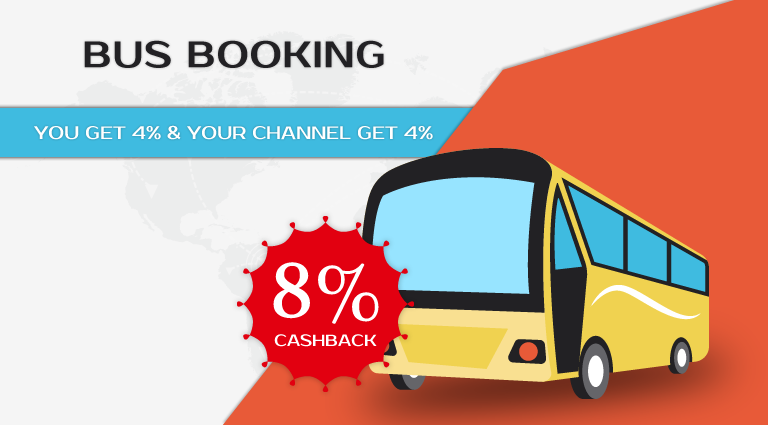 BUS BOOKING
YOU GET 4% & YOUR CHANNEL GET 4%
8%
CASHBACK